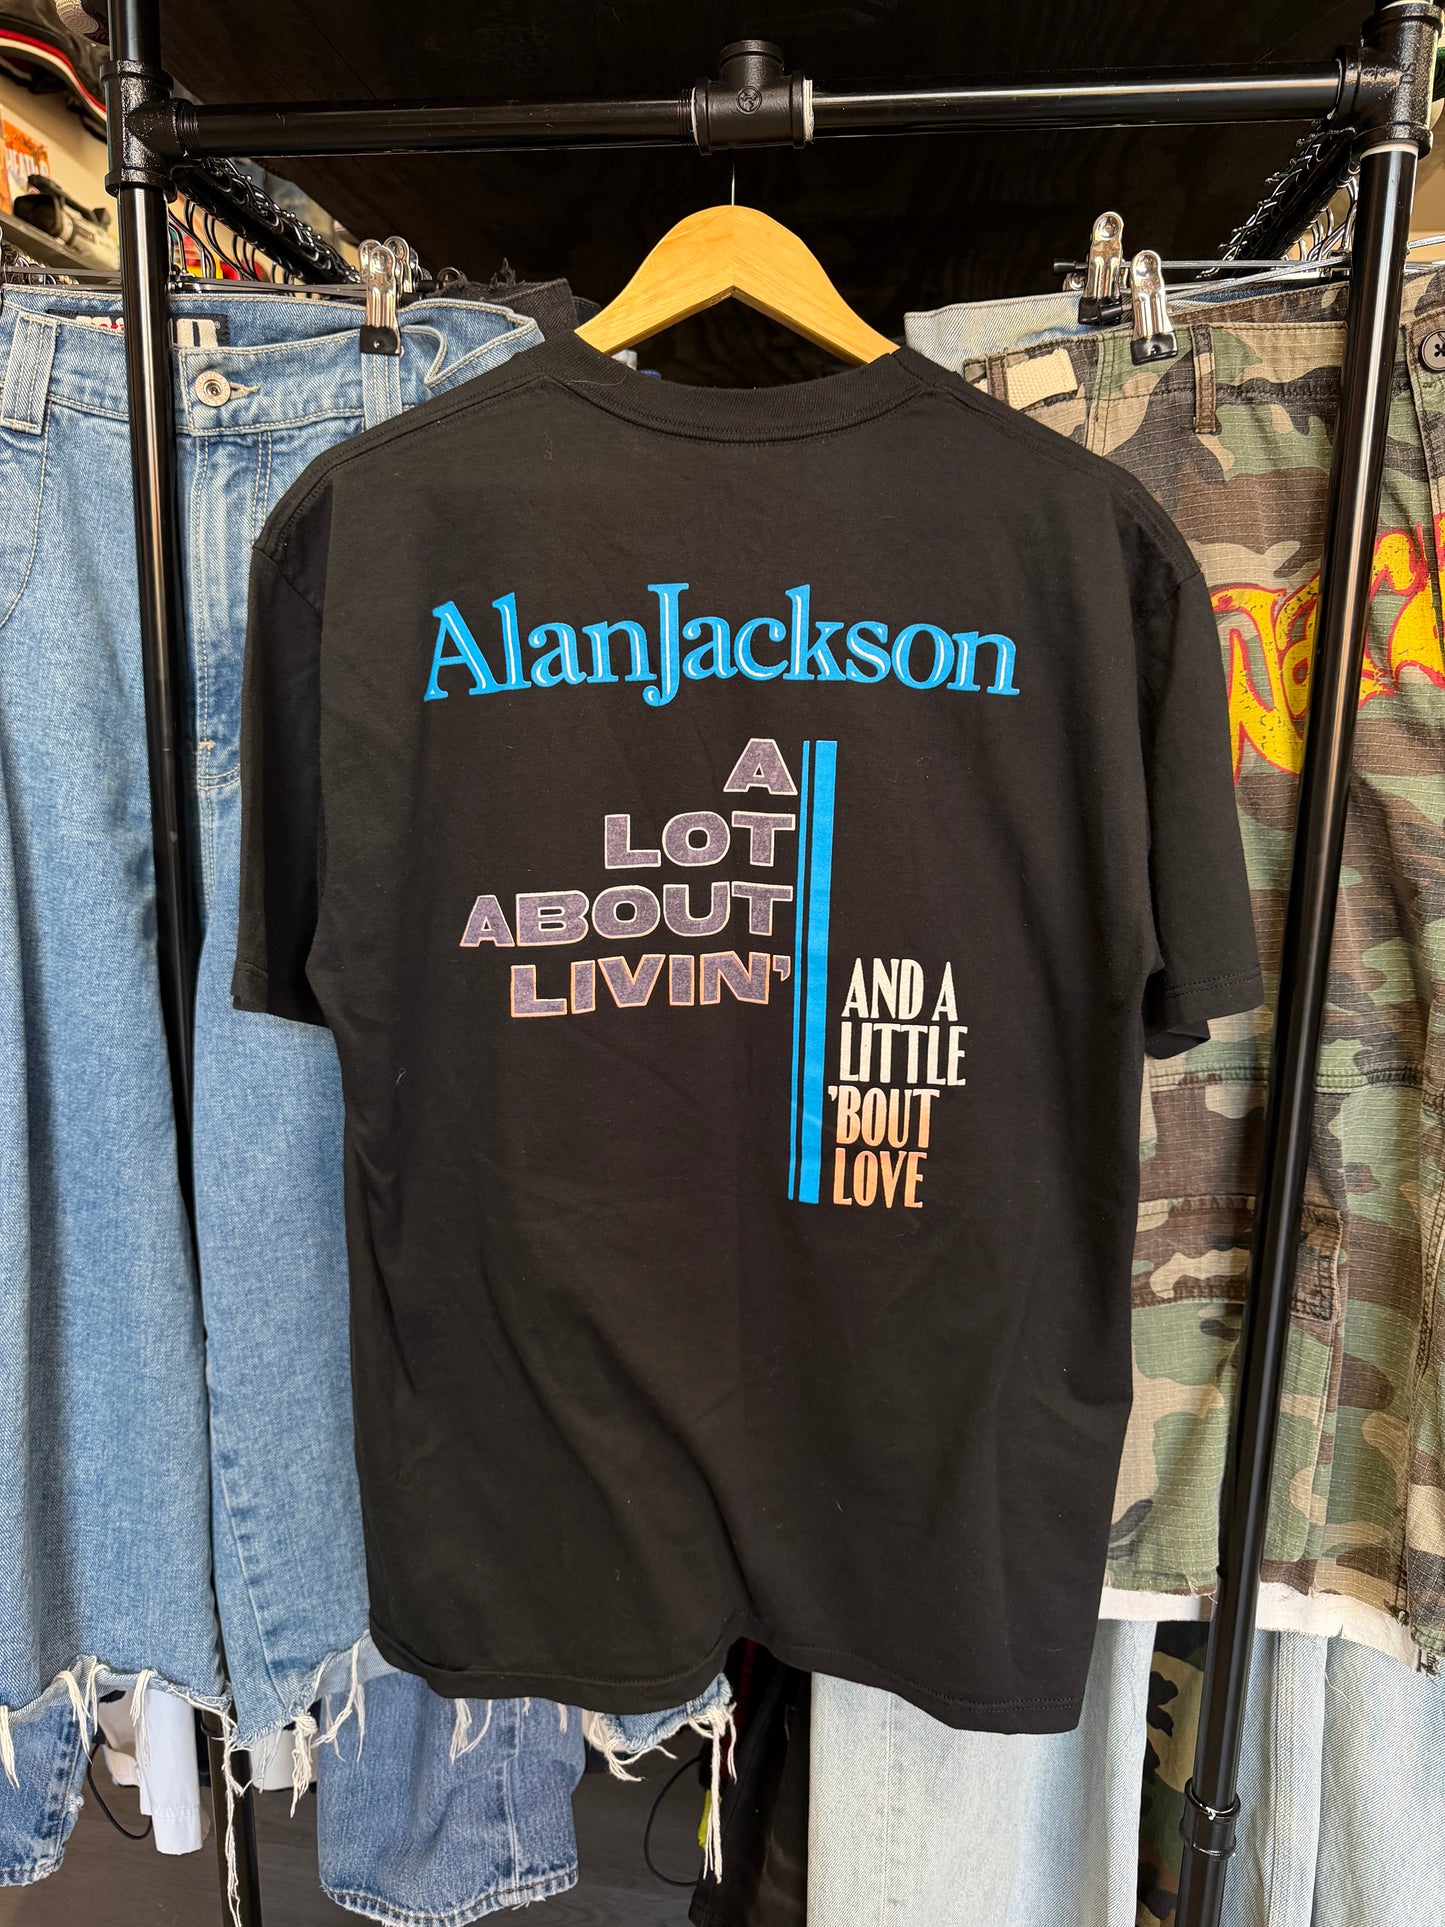 AlanJackson
A
LOT
ABOUT
LIVIN'
AND A
LITTLE
'BOUT
LOVE